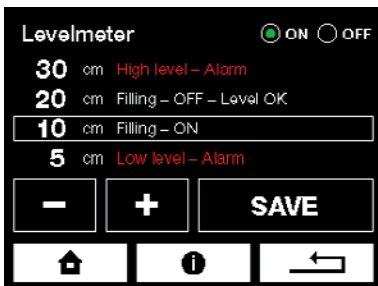 Levelmeter ON OFF
30 cm High level – Alarm
20 cm Filling – OFF – Level OK
10 cm Filling – ON
5 cm Low level – Alarm
– + SAVE
i